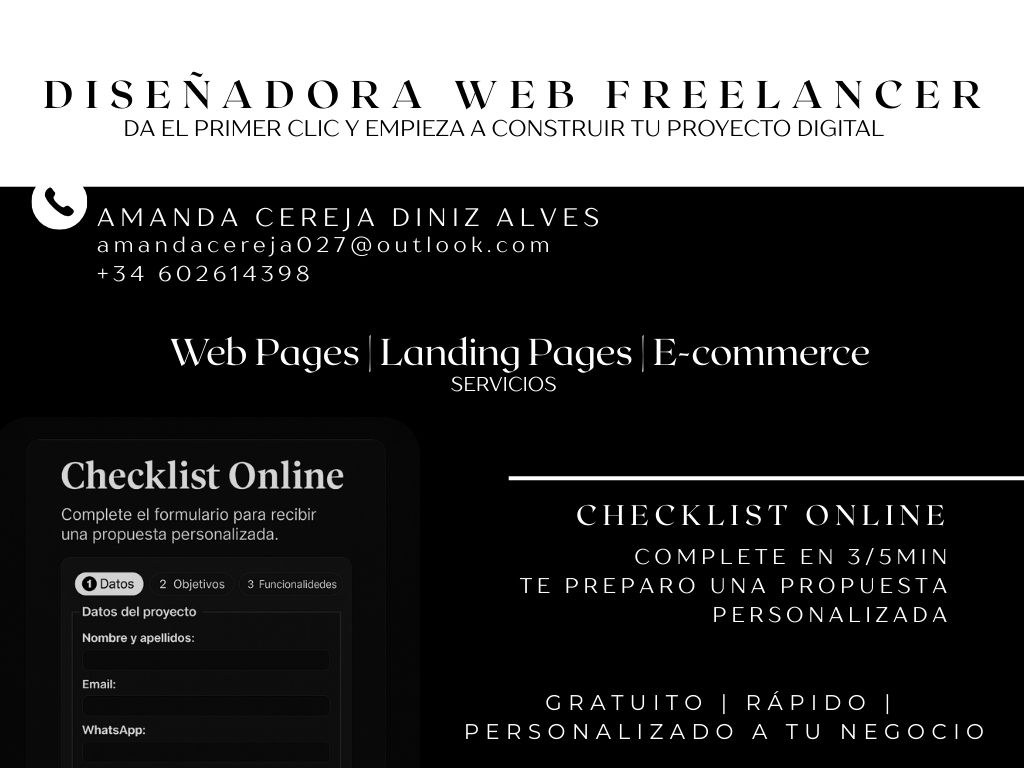 DISEÑADORA WEB FREELANCER
DA EL PRIMER CLIC Y EMPIEZA A CONSTRUIR TU PROYECTO DIGITAL
AMANDA CEREJA DINIZ ALVES
amandacereja027@outlook.com
+34 602614398
Web Pages | Landing Pages | E-commerce
SERVICIOS
Checklist Online
Complete el formulario para recibir
una propuesta personalizada.
1 Datos 2 Objetivos 3 Funcionalidedes
Datos del proyecto
Nombre y apellidos:
Email:
WhatsApp:
CHECKLIST ONLINE
COMPLETE EN 3/5MIN
TE PREPARO UNA PROPUESTA
PERSONALIZADA
GRATUITO | RÁPIDO |
PERSONALIZADO A TU NEGOCIO